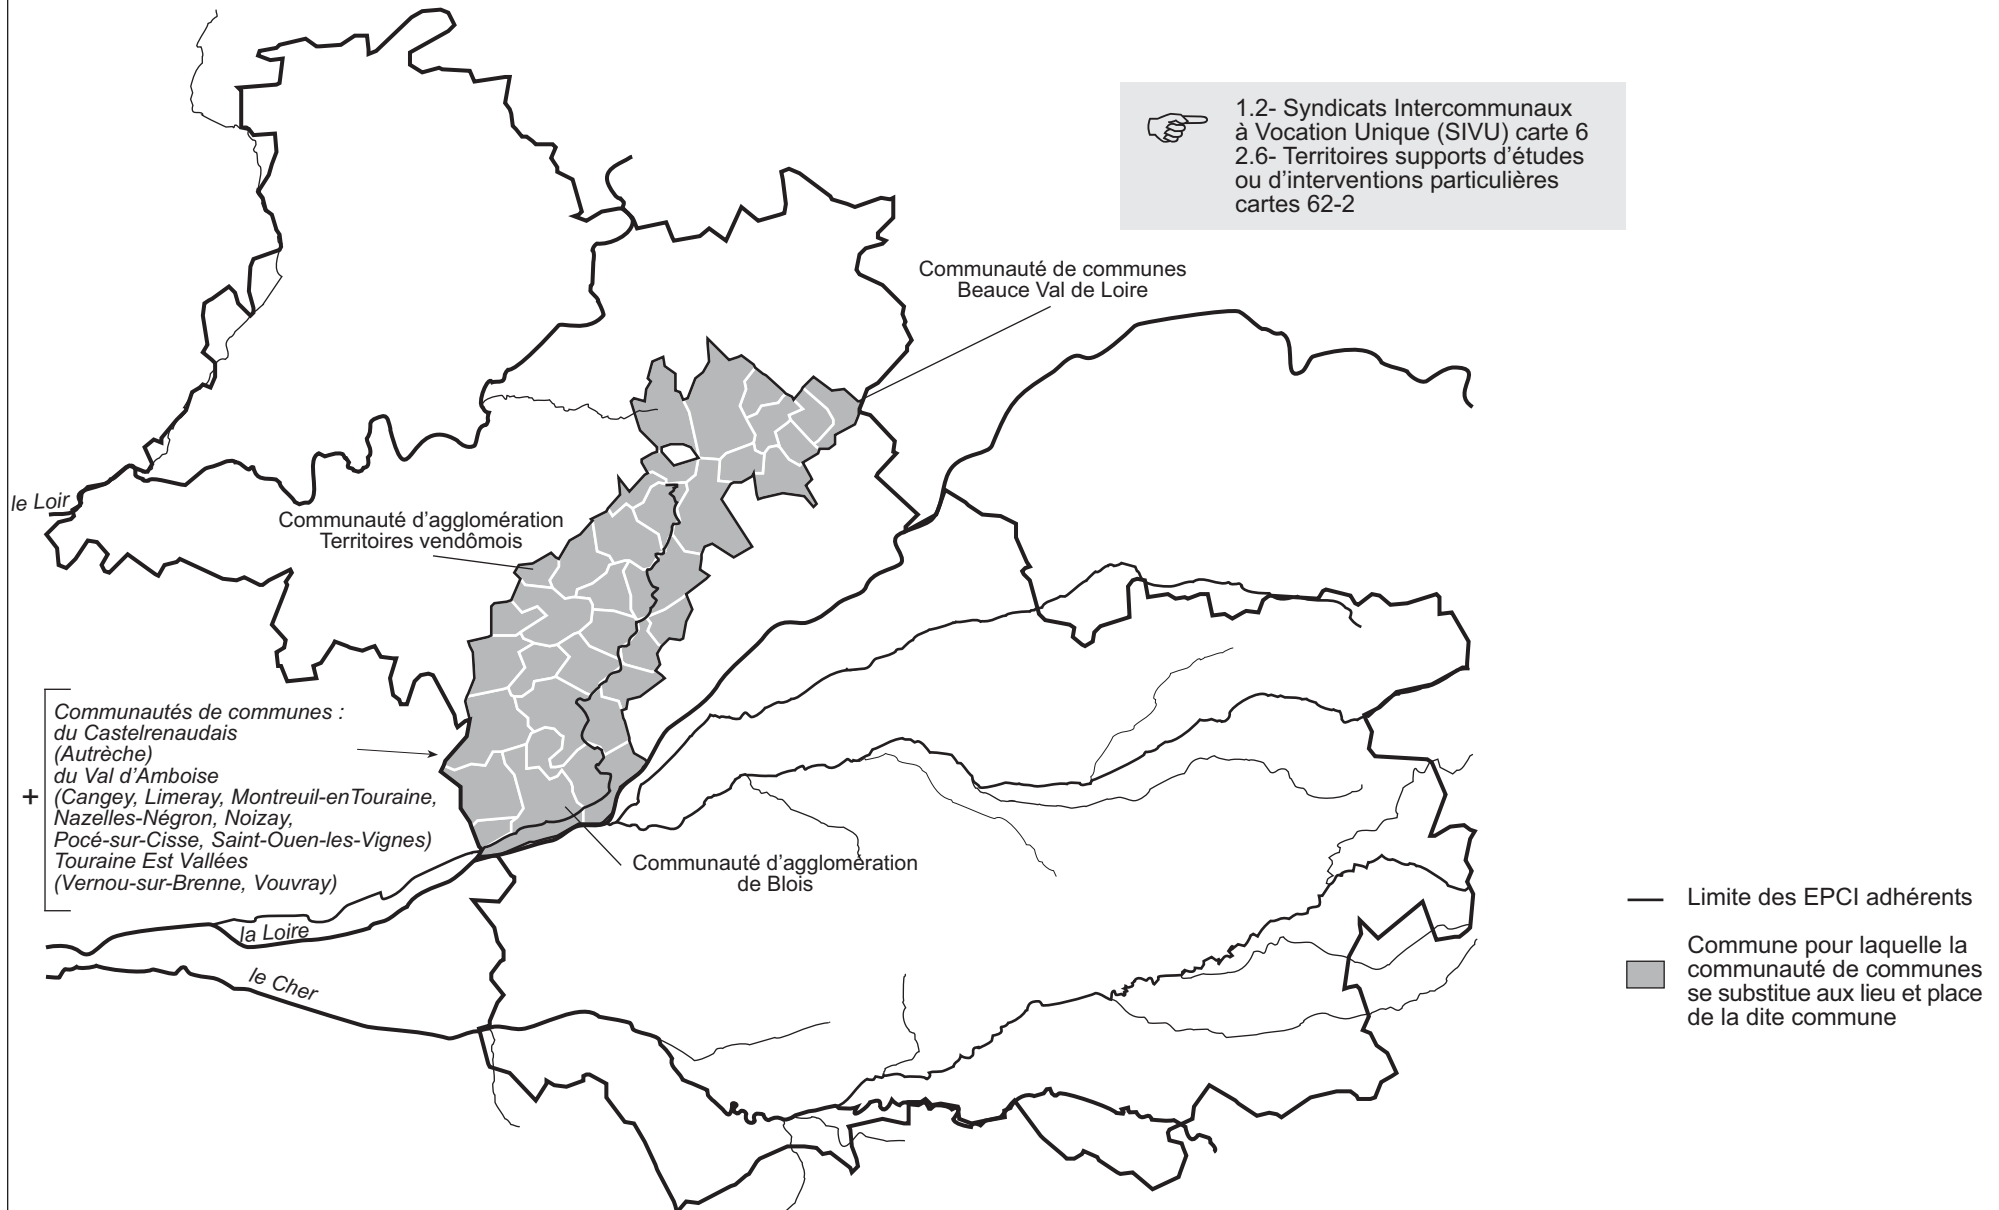 1.2- Syndicats Intercommunaux
à Vocation Unique (SIVU) carte 6
2.6- Territoires supports d'études
ou d'interventions particulières
cartes 62-2
Communauté de communes
Beauce Val de Loire
le Loir
Communauté d'agglomération
Territoires vendômois
+
Communautés de communes :
du Castelrenaudais
(Autrèche)
du Val d'Amboise
(Cangey, Limeray, Montreuil-enTouraine,
Nazelles-Négron, Noizay,
Pocé-sur-Cisse, Saint-Ouen-les-Vignes)
Touraine Est Vallées
(Vernou-sur-Brenne, Vouvray)
Communauté d'agglomération
de Blois
la Loire
le Cher
Limite des EPCI adhérents
Commune pour laquelle la
communauté de communes
se substitue aux lieu et place
de la dite commune